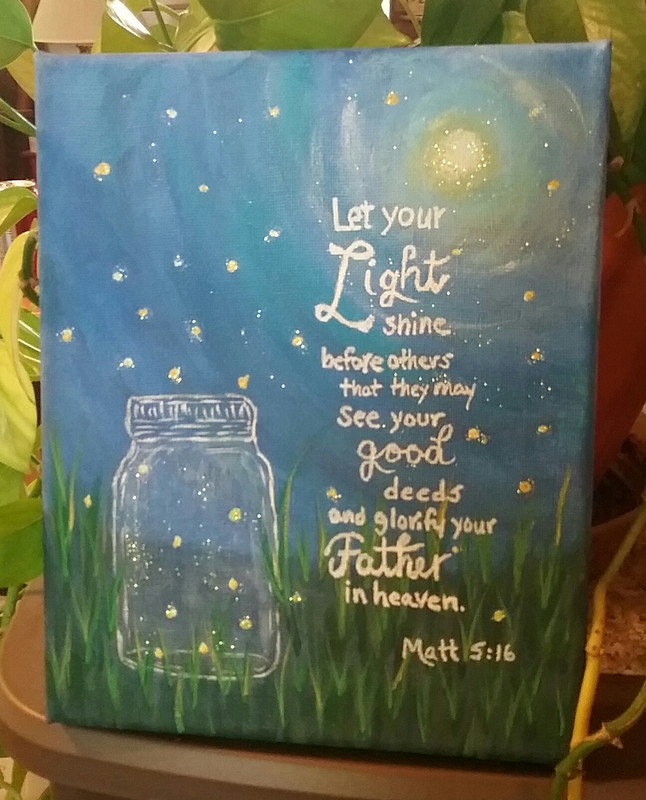 Let your
Light
shine
before others
that they may
see your
good
deeds
and glorify your
Father
in heaven.
Matt 5:16